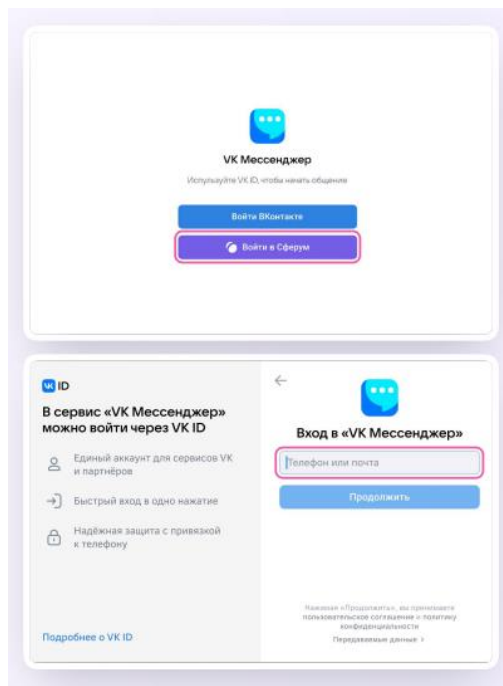 VK Мессенджер
Используйте VK ID, чтобы начать общение
Войти ВКонтакте
Войти в Сферум
VK ID
В сервис «VK Мессенджер»
можно войти через VK ID
Единый аккаунт для сервисов VK
и партнёров
Быстрый вход в одно нажатие
Надёжная защита с привязкой
к телефону
Подробнее о VK ID
Вход в «VK Мессенджер»
Телефон или почта
Продолжить
Нажимая «Продолжить», вы принимаете
пользовательское соглашение и политику
конфиденциальности
Передаваемые данные